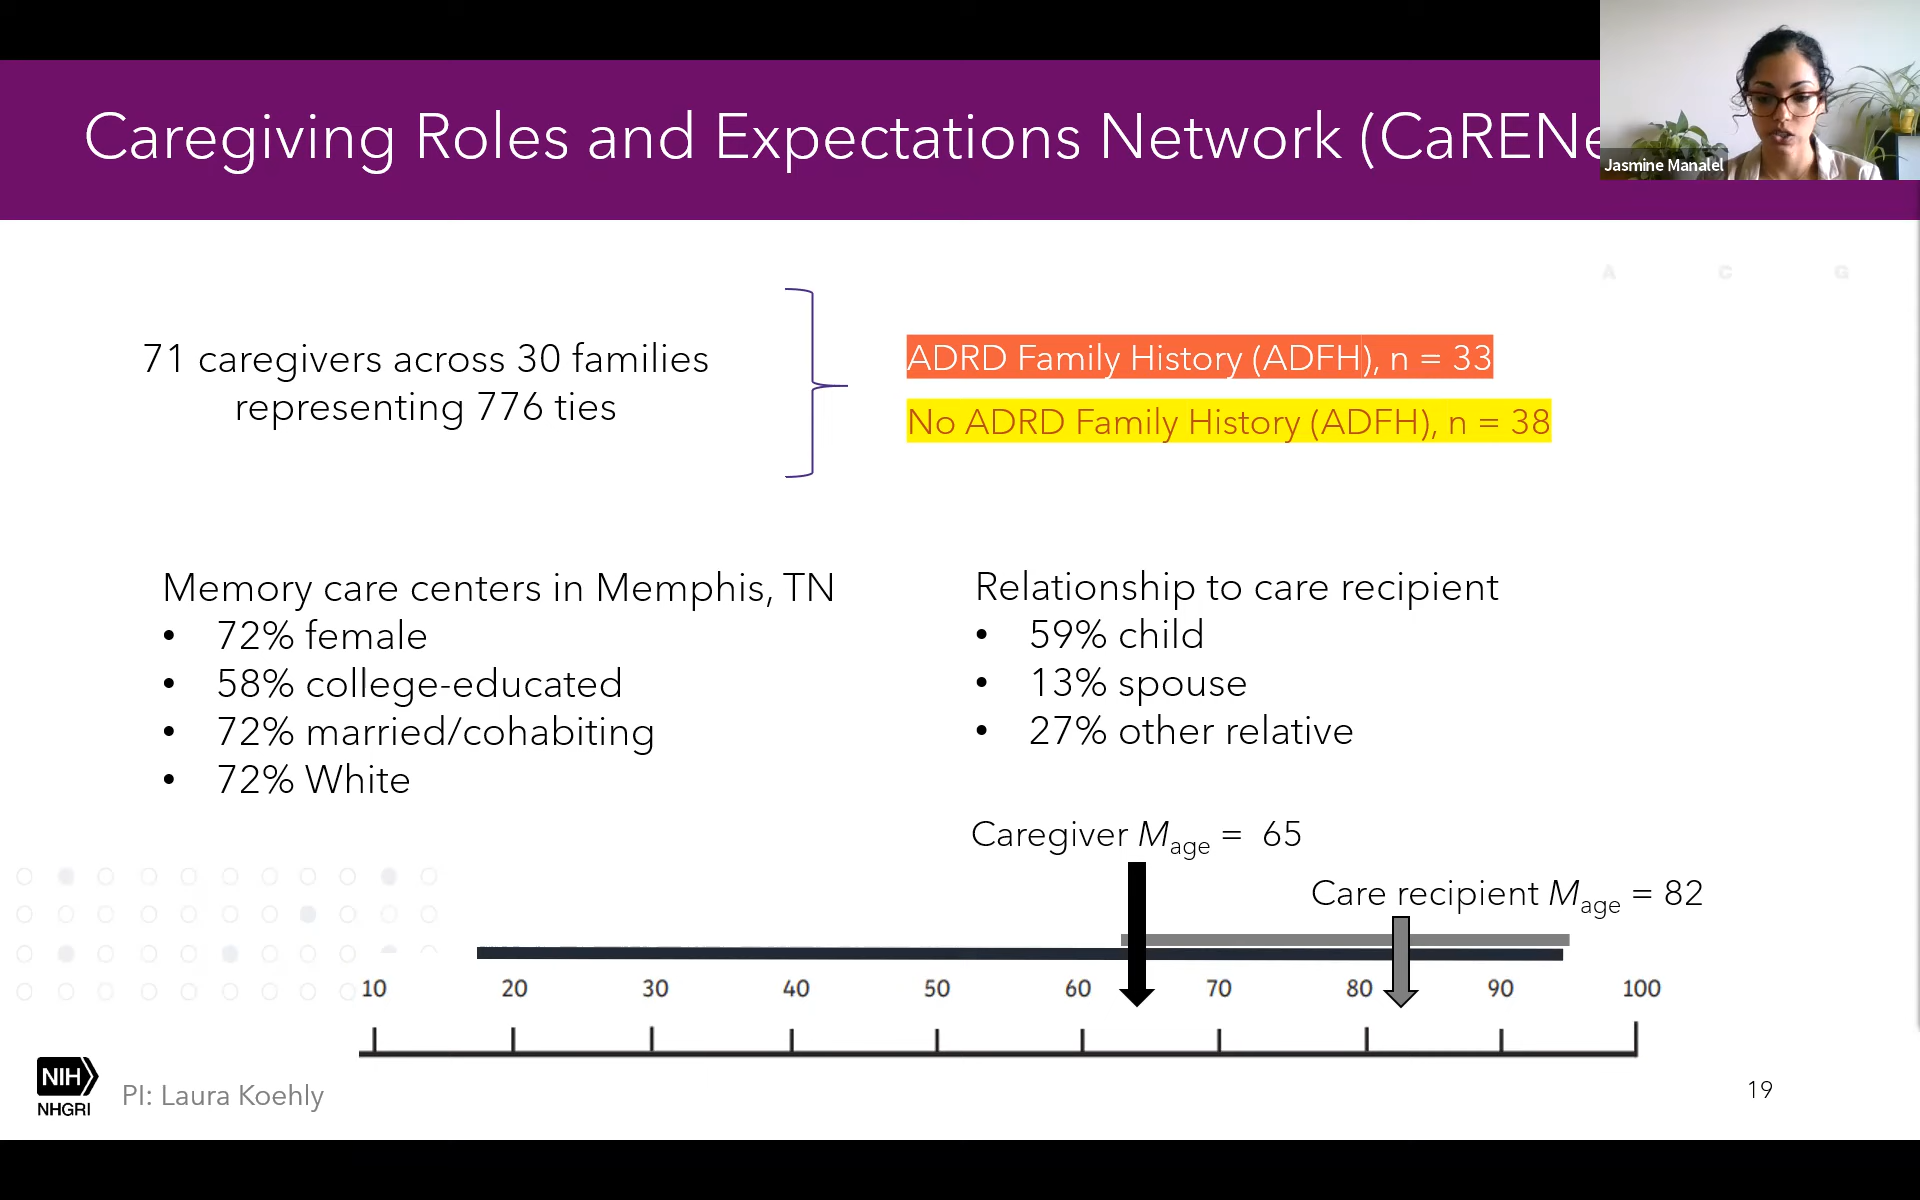 Caregiving Roles and Expectations Network (CaRENe
Jasmine Manalel
A C G
71 caregivers across 30 families
representing 776 ties
ADRD Family History (ADFH), n = 33
No ADRD Family History (ADFH), n = 38
Memory care centers in Memphis, TN
• 72% female
• 58% college-educated
• 72% married/cohabiting
• 72% White
Relationship to care recipient
• 59% child
• 13% spouse
• 27% other relative
Caregiver Mage = 65
Care recipient Mage = 82
10 20 30 40 50 60 70 80 90 100
NIH
NHGRI
PI: Laura Koehly
19